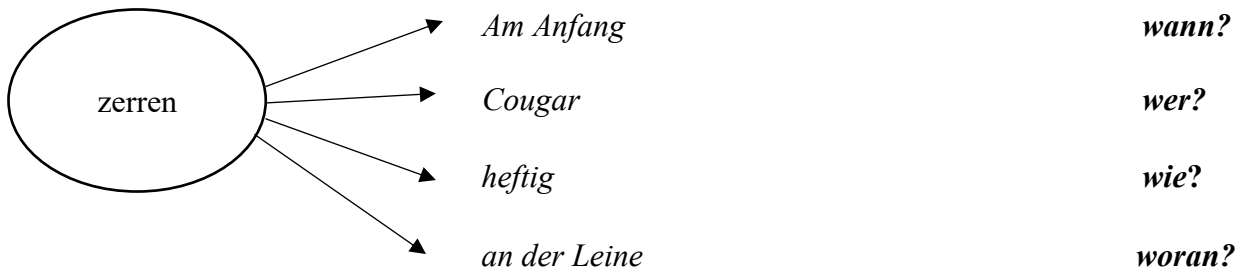 Am Anfang wann?
zerren Cougar wer?
heftig wie?
an der Leine woran?